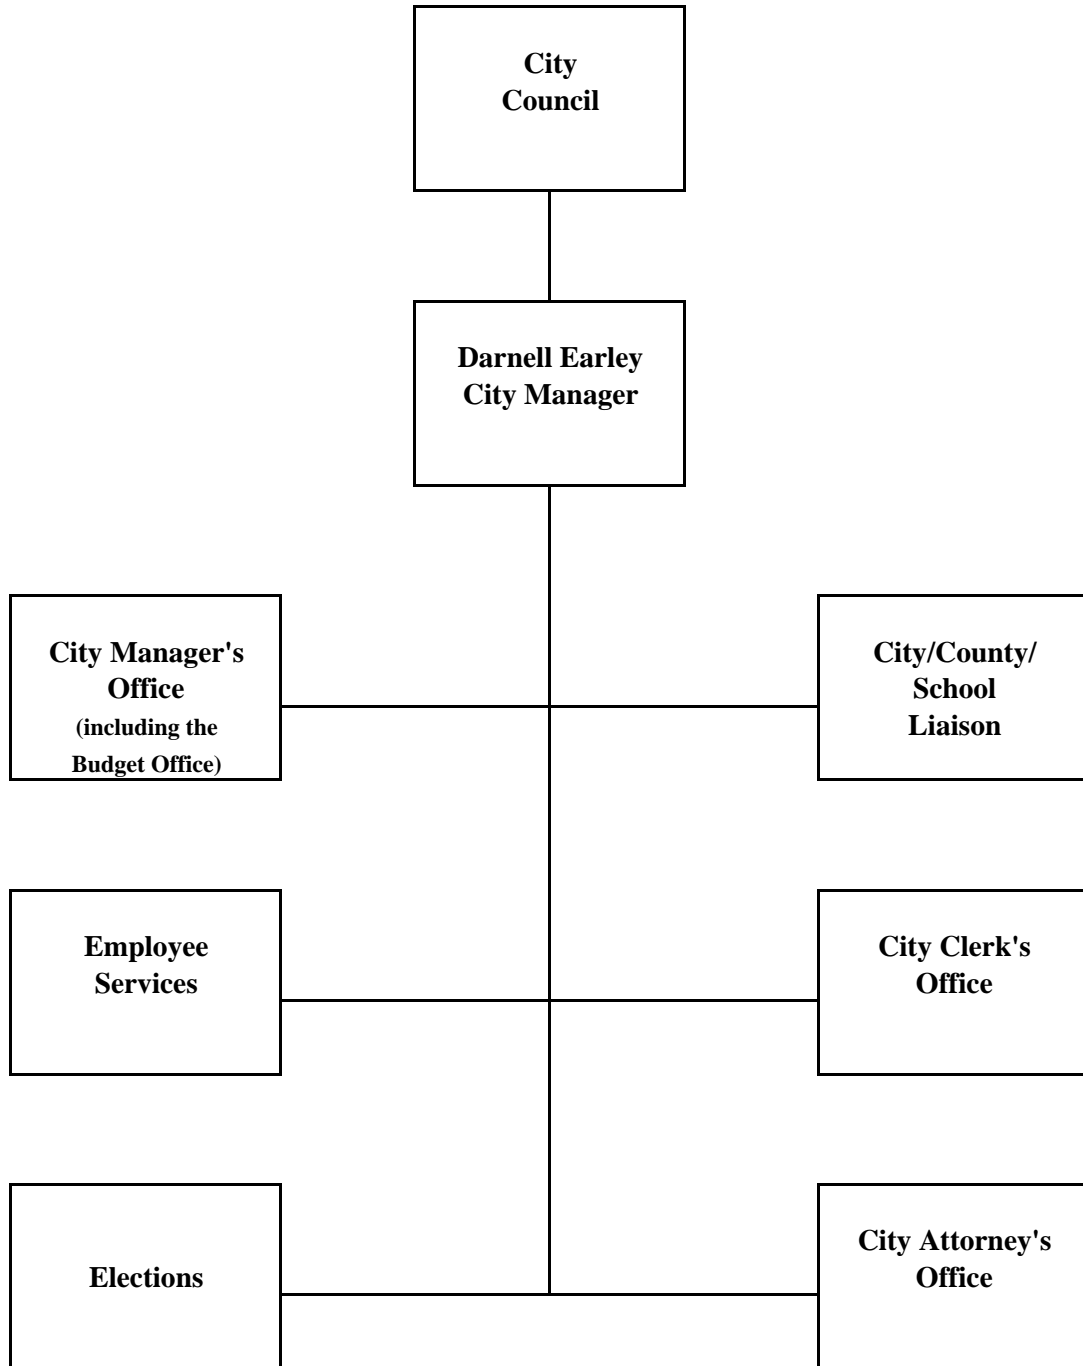 City
Council
Darnell Earley
City Manager
City Manager's
Office
(including the
Budget Office)
City/County/
School
Liaison
Employee
Services
City Clerk's
Office
Elections
City Attorney's
Office